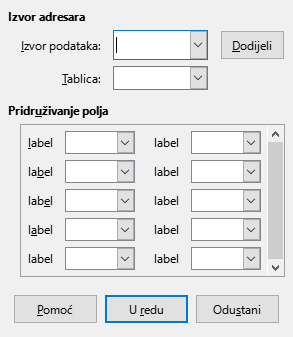 Izvor adresara
Izvor podataka: Dodijeli
Tablica:
Pridruživanje polja
label label
label label
label label
label label
label label
Pomoć U redu Odustani